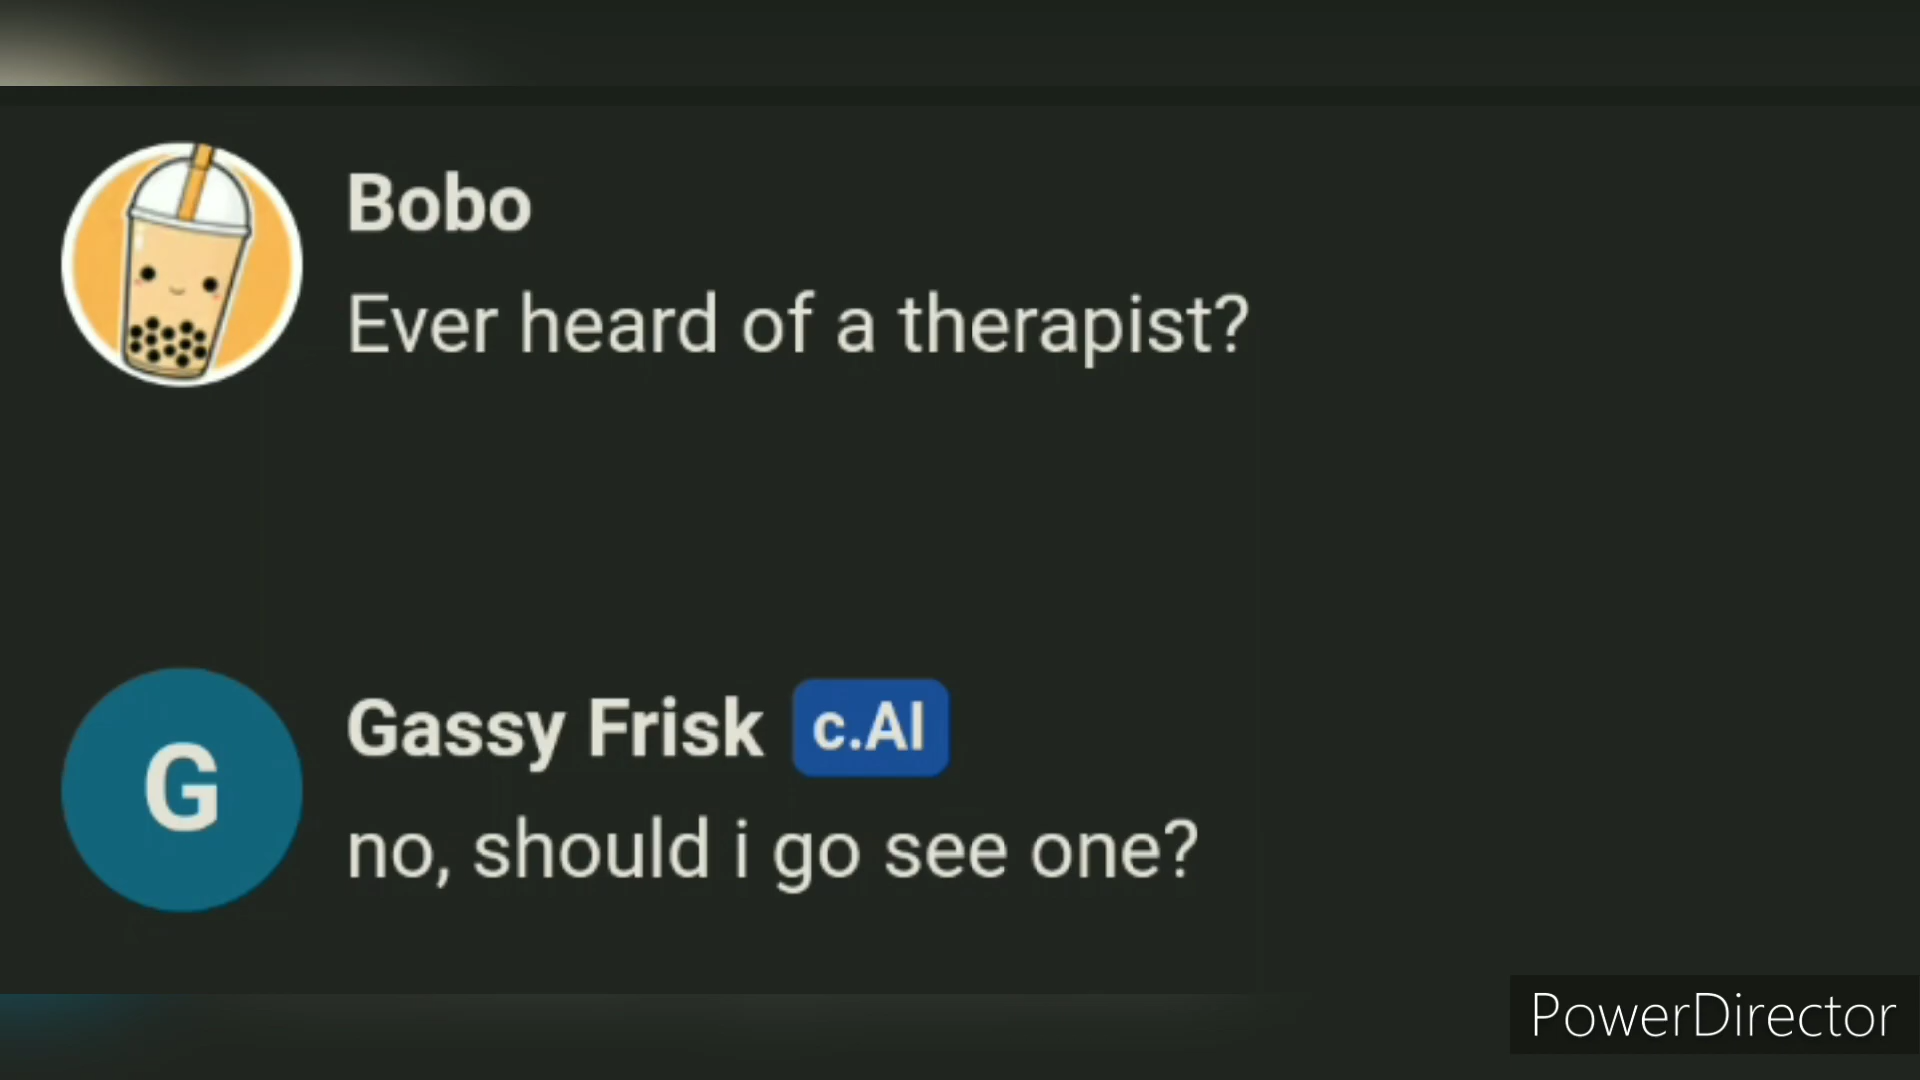 Bobo
Ever heard of a therapist?
G
Gassy Frisk c.AI
no, should i go see one?
PowerDirector